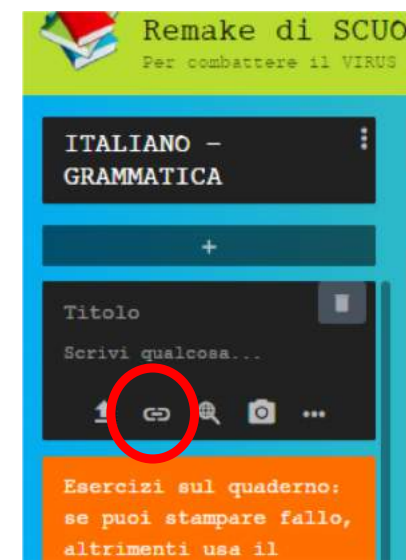 Remake di SCUO
Per combattere il VIRUS
ITALIANO –
GRAMMATICA
+
Titolo
Scrivi qualcosa...
Esercizi sul quaderno:
se puoi stampare fallo,
altrimenti usa il